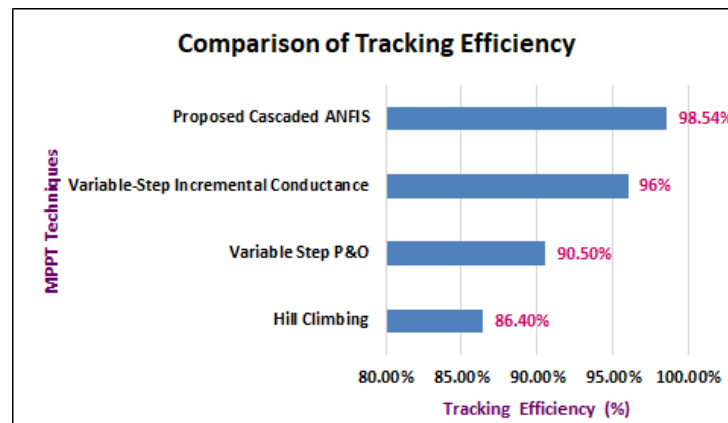 Comparison of Tracking Efficiency
MPPT Techniques
Proposed Cascaded ANFIS
98.54%
Variable-Step Incremental Conductance
96%
Variable Step P&O
90.50%
Hill Climbing
86.40%
80.00% 85.00% 90.00% 95.00% 100.00%
Tracking Efficiency (%)